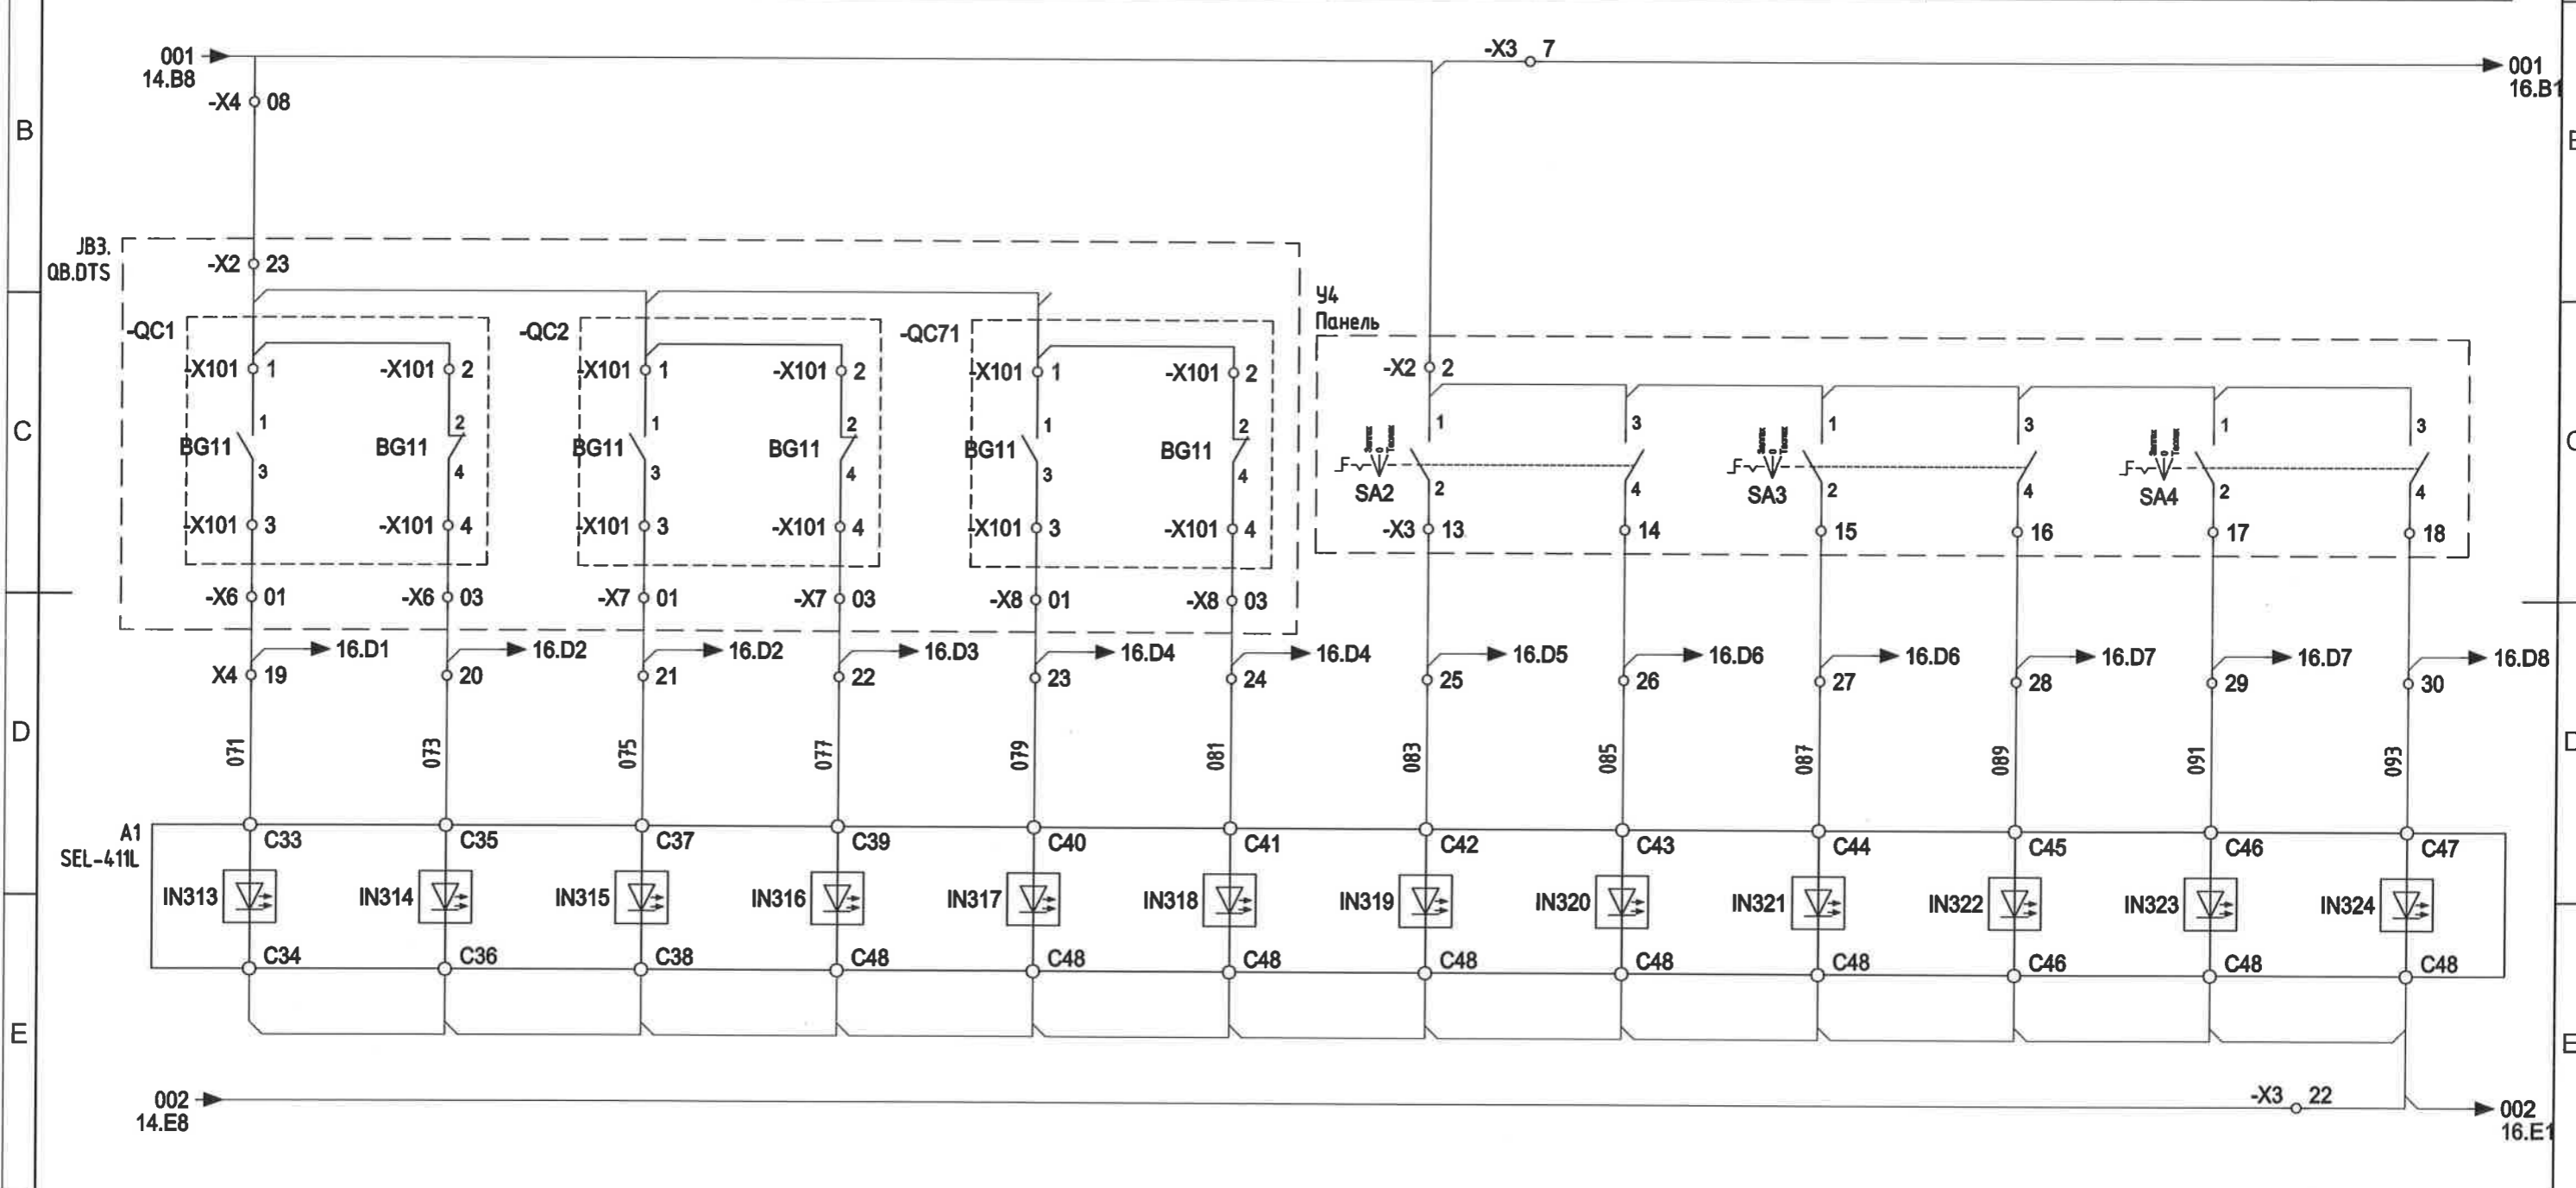 001
14.B8
-X3 7
001
16.B1
-X4 08
B
JB3.
QB.DTS
-X2 23
У4
Панель
-QC1
-QC2
-QC71
-X101 1
-X101 2
-X101 1
-X101 2
-X101 1
-X101 2
-X2 2
C
1
2
1
2
1
2
1
3
1
3
1
3
BG11
BG11
BG11
BG11
BG11
BG11
3
4
3
4
3
4
SA2
2
4
SA3
2
4
SA4
2
4
-X101 3
-X101 4
-X101 3
-X101 4
-X101 3
-X101 4
-X3 13
14
15
16
17
18
-X6 01
-X6 03
-X7 01
-X7 03
-X8 01
-X8 03
16.D1
16.D2
16.D2
16.D3
16.D4
16.D4
16.D5
16.D6
16.D6
16.D7
16.D7
16.D8
X4 19
20
21
22
23
24
25
26
27
28
29
30
D
071
073
075
077
079
081
083
085
087
089
091
093
A1
SEL-411L
C33
C35
C37
C39
C40
C41
C42
C43
C44
C45
C46
C47
IN313
IN314
IN315
IN316
IN317
IN318
IN319
IN320
IN321
IN322
IN323
IN324
C34
C36
C38
C48
C48
C48
C48
C48
C48
C46
C48
C48
E
002
14.E8
-X3 22
002
16.E1